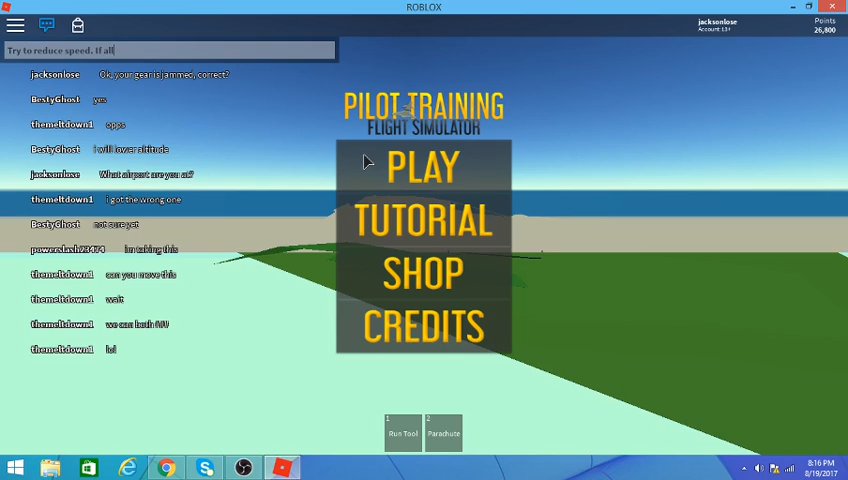 ROBLOX
jacksonlose
Account: 13+
Points
26,800
Try to reduce speed. If all
jacksonlose Ok, your gear is jammed, correct?
BestyGhost yes
themeltdown1 opps
BestyGhost i will lower altitude
jacksonlose What airport are you at?
themeltdown1 i got the wrong one
BestyGhost not sure yet
powerslash23474 im taking this
themeltdown1 can you move this
themeltdown1 wait
themeltdown1 we can both
themeltdown1 lol
PILOT TRAINING
FLIGHT SIMULATOR
PLAY
TUTORIAL
SHOP
CREDITS
1
Run Tool
2
Parachute
8:16 PM
8/19/2017